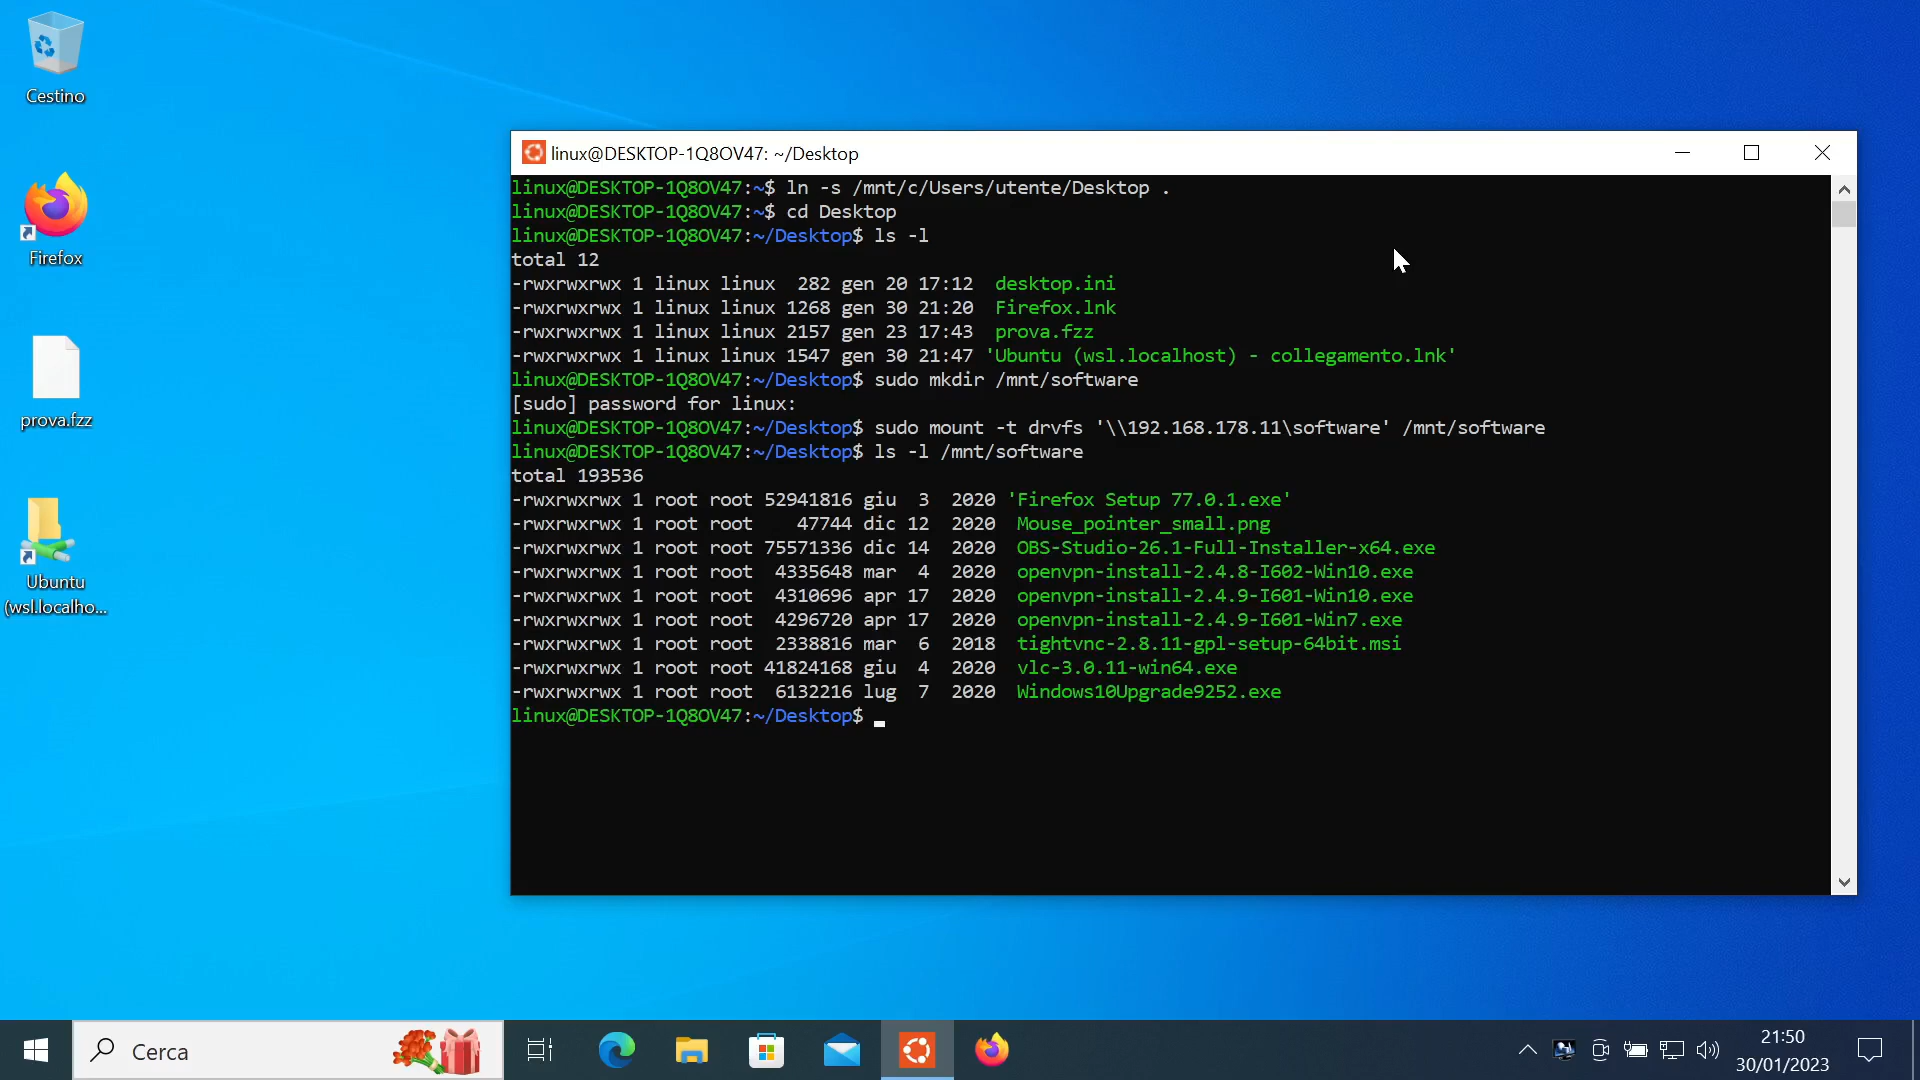 Cestino
Firefox
prova.fzz
Ubuntu
(wsl.localho...
linux@DESKTOP-1Q8OV47: ~/Desktop
linux@DESKTOP-1Q8OV47:~$ ln -s /mnt/c/Users/utente/Desktop .
linux@DESKTOP-1Q8OV47:~$ cd Desktop
linux@DESKTOP-1Q8OV47:~/Desktop$ ls -l
total 12
-rwxrwxrwx 1 linux linux  282 gen 20 17:12  desktop.ini
-rwxrwxrwx 1 linux linux 1268 gen 30 21:20  Firefox.lnk
-rwxrwxrwx 1 linux linux 2157 gen 23 17:43  prova.fzz
-rwxrwxrwx 1 linux linux 1547 gen 30 21:47 'Ubuntu (wsl.localhost) - collegamento.lnk'
linux@DESKTOP-1Q8OV47:~/Desktop$ sudo mkdir /mnt/software
[sudo] password for linux:
linux@DESKTOP-1Q8OV47:~/Desktop$ sudo mount -t drvfs '\\192.168.178.11\software' /mnt/software
linux@DESKTOP-1Q8OV47:~/Desktop$ ls -l /mnt/software
total 193536
-rwxrwxrwx 1 root root 52941816 giu  3  2020 'Firefox Setup 77.0.1.exe'
-rwxrwxrwx 1 root root    47744 dic 12  2020  Mouse_pointer_small.png
-rwxrwxrwx 1 root root 75571336 dic 14  2020  OBS-Studio-26.1-Full-Installer-x64.exe
-rwxrwxrwx 1 root root  4335648 mar  4  2020  openvpn-install-2.4.8-I602-Win10.exe
-rwxrwxrwx 1 root root  4310696 apr 17  2020  openvpn-install-2.4.9-I601-Win10.exe
-rwxrwxrwx 1 root root  4296720 apr 17  2020  openvpn-install-2.4.9-I601-Win7.exe
-rwxrwxrwx 1 root root  2338816 mar  6  2018  tightvnc-2.8.11-gpl-setup-64bit.msi
-rwxrwxrwx 1 root root 41824168 giu  4  2020  vlc-3.0.11-win64.exe
-rwxrwxrwx 1 root root  6132216 lug  7  2020  Windows10Upgrade9252.exe
linux@DESKTOP-1Q8OV47:~/Desktop$
Cerca
21:50
30/01/2023